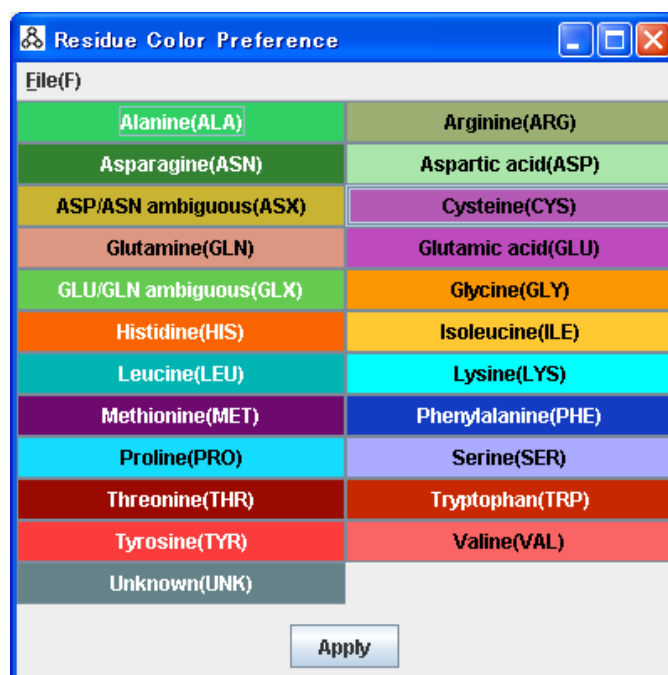 Residue Color Preference
File(F)
Alanine(ALA) Arginine(ARG)
Asparagine(ASN) Aspartic acid(ASP)
ASP/ASN ambiguous(ASX) Cysteine(CYS)
Glutamine(GLN) Glutamic acid(GLU)
GLU/GLN ambiguous(GLX) Glycine(GLY)
Histidine(HIS) Isoleucine(ILE)
Leucine(LEU) Lysine(LYS)
Methionine(MET) Phenylalanine(PHE)
Proline(PRO) Serine(SER)
Threonine(THR) Tryptophan(TRP)
Tyrosine(TYR) Valine(VAL)
Unknown(UNK)
Apply